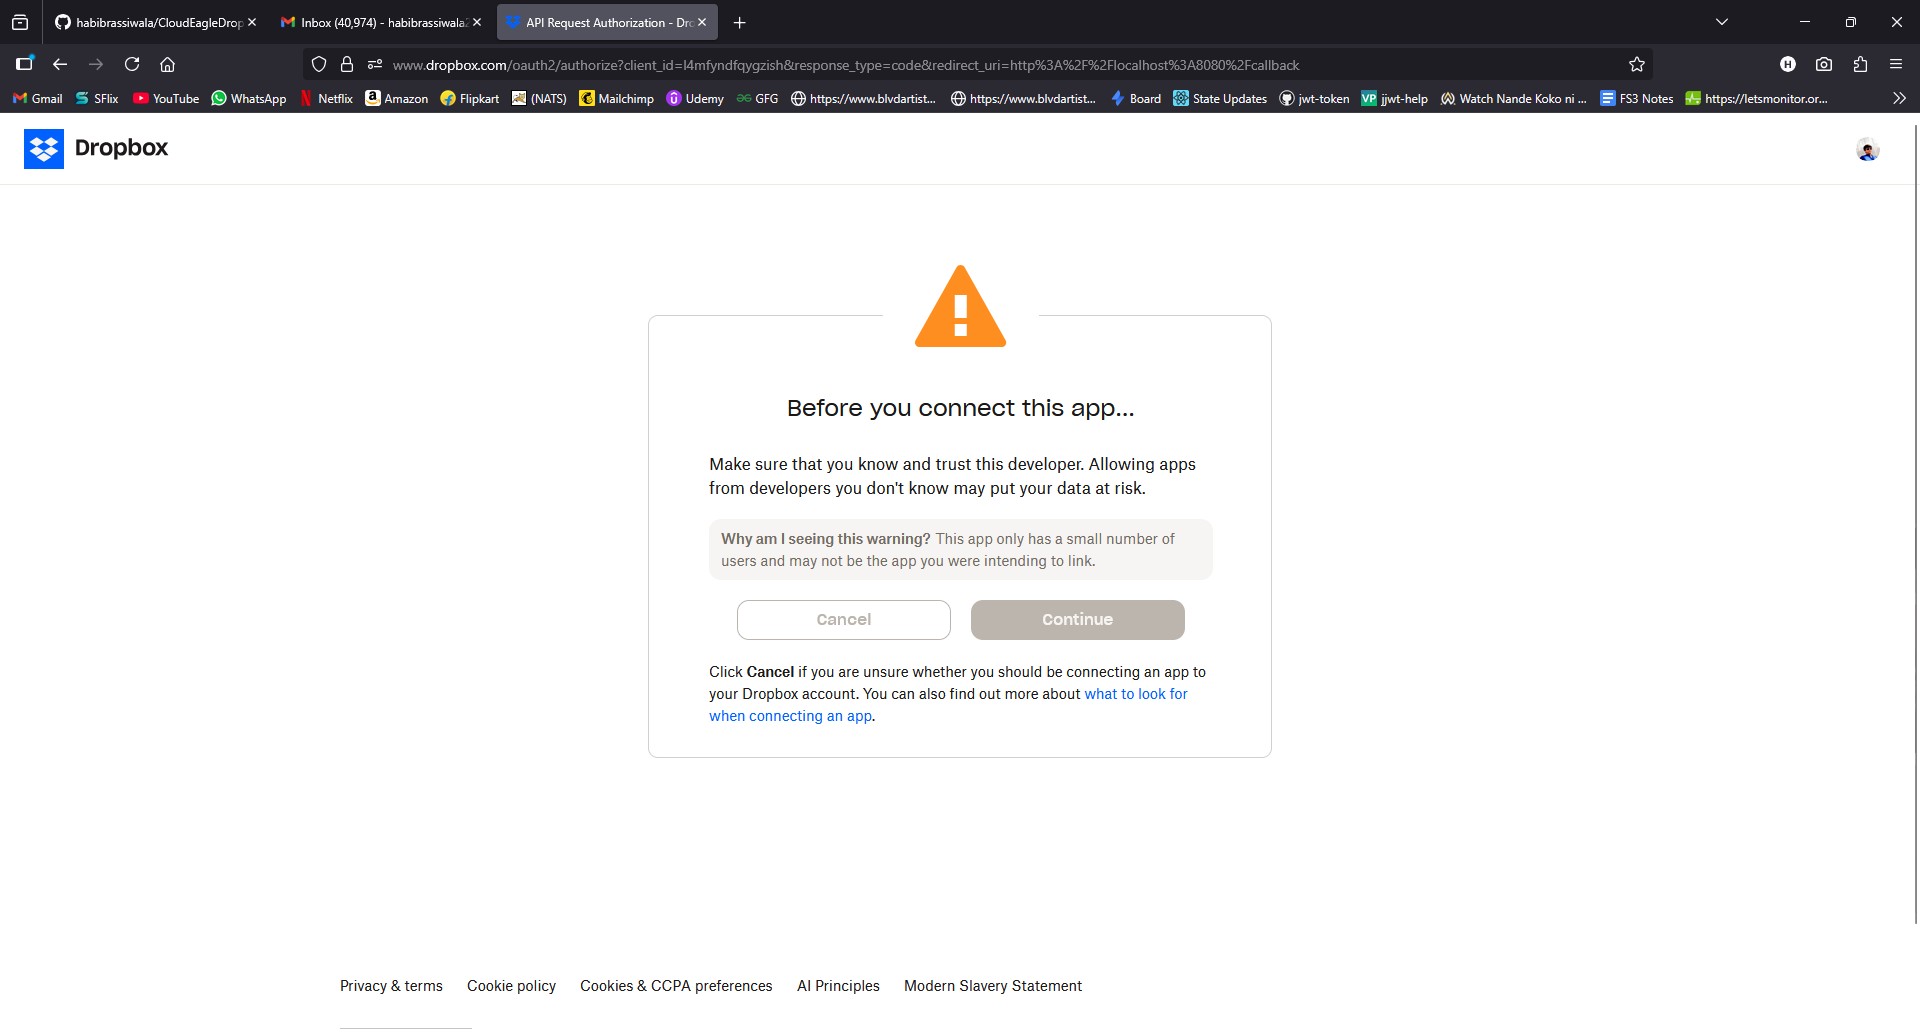 habibrassiwala/CloudEagleDrop
Inbox (40,974) - habibrassiwala2
API Request Authorization - Dro
www.dropbox.com/oauth2/authorize?client_id=l4mfyndfqygzish&response_type=code&redirect_uri=http%3A%2F%2Flocalhost%3A8080%2Fcallback
H
Gmail SFlix YouTube WhatsApp Netflix Amazon Flipkart (NATS) Mailchimp Udemy GFG https://www.blvdartist... https://www.blvdartist... Board State Updates jwt-token jjwt-help Watch Nande Koko ni ... FS3 Notes https://letsmonitor.or...
Dropbox
Before you connect this app...
Make sure that you know and trust this developer. Allowing apps
from developers you don't know may put your data at risk.
Why am I seeing this warning? This app only has a small number of
users and may not be the app you were intending to link.
Cancel Continue
Click Cancel if you are unsure whether you should be connecting an app to
your Dropbox account. You can also find out more about what to look for
when connecting an app.
Privacy & terms Cookie policy Cookies & CCPA preferences AI Principles Modern Slavery Statement